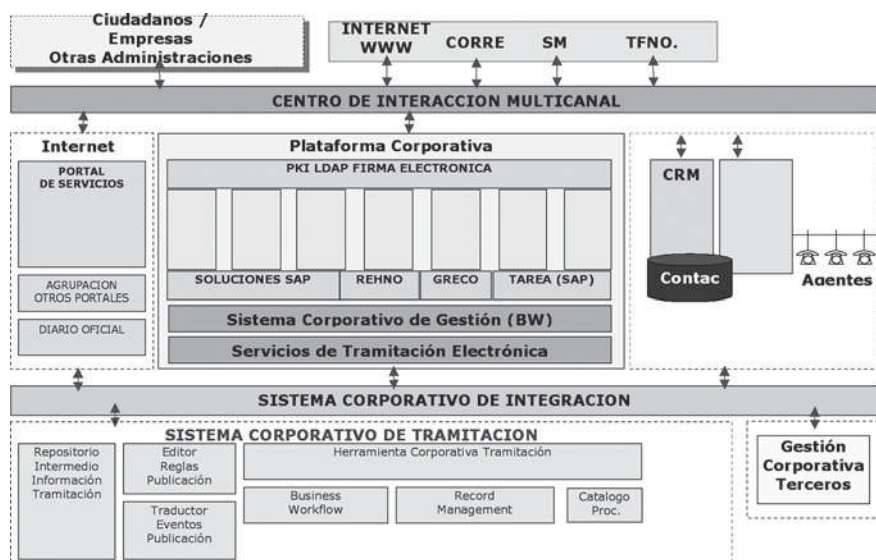 Ciudadanos /
Empresas
Otras Administraciones
INTERNET
WWW
CORRE
SM
TFNO.
CENTRO DE INTERACCION MULTICANAL
Internet
PORTAL
DE SERVICIOS
AGRUPACION
OTROS PORTALES
DIARIO OFICIAL
Plataforma Corporativa
PKI LDAP FIRMA ELECTRONICA
SOLUCIONES SAP
REHNO
GRECO
TAREA (SAP)
Sistema Corporativo de Gestión (BW)
Servicios de Tramitación Electrónica
CRM
Contac
Agentes
SISTEMA CORPORATIVO DE INTEGRACION
SISTEMA CORPORATIVO DE TRAMITACION
Repositorio
Intermedio
Información
Tramitación
Editor
Reglas
Publicación
Traductor
Eventos
Publicación
Herramienta Corporativa Tramitación
Business
Workflow
Record
Management
Catalogo
Proc.
Gestión
Corporativa
Terceros